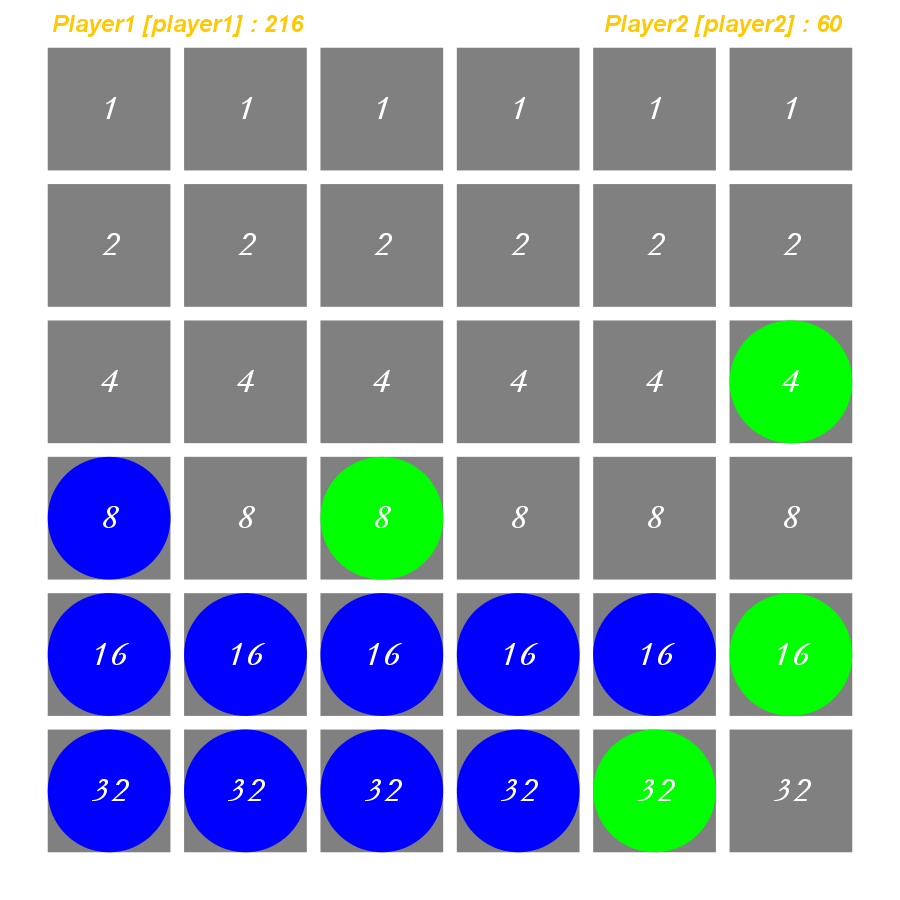 Player1 [player1] : 216 Player2 [player2] : 60
1 1 1 1 1 1
2 2 2 2 2 2
4 4 4 4 4 4
8 8 8 8 8 8
16 16 16 16 16 16
32 32 32 32 32 32